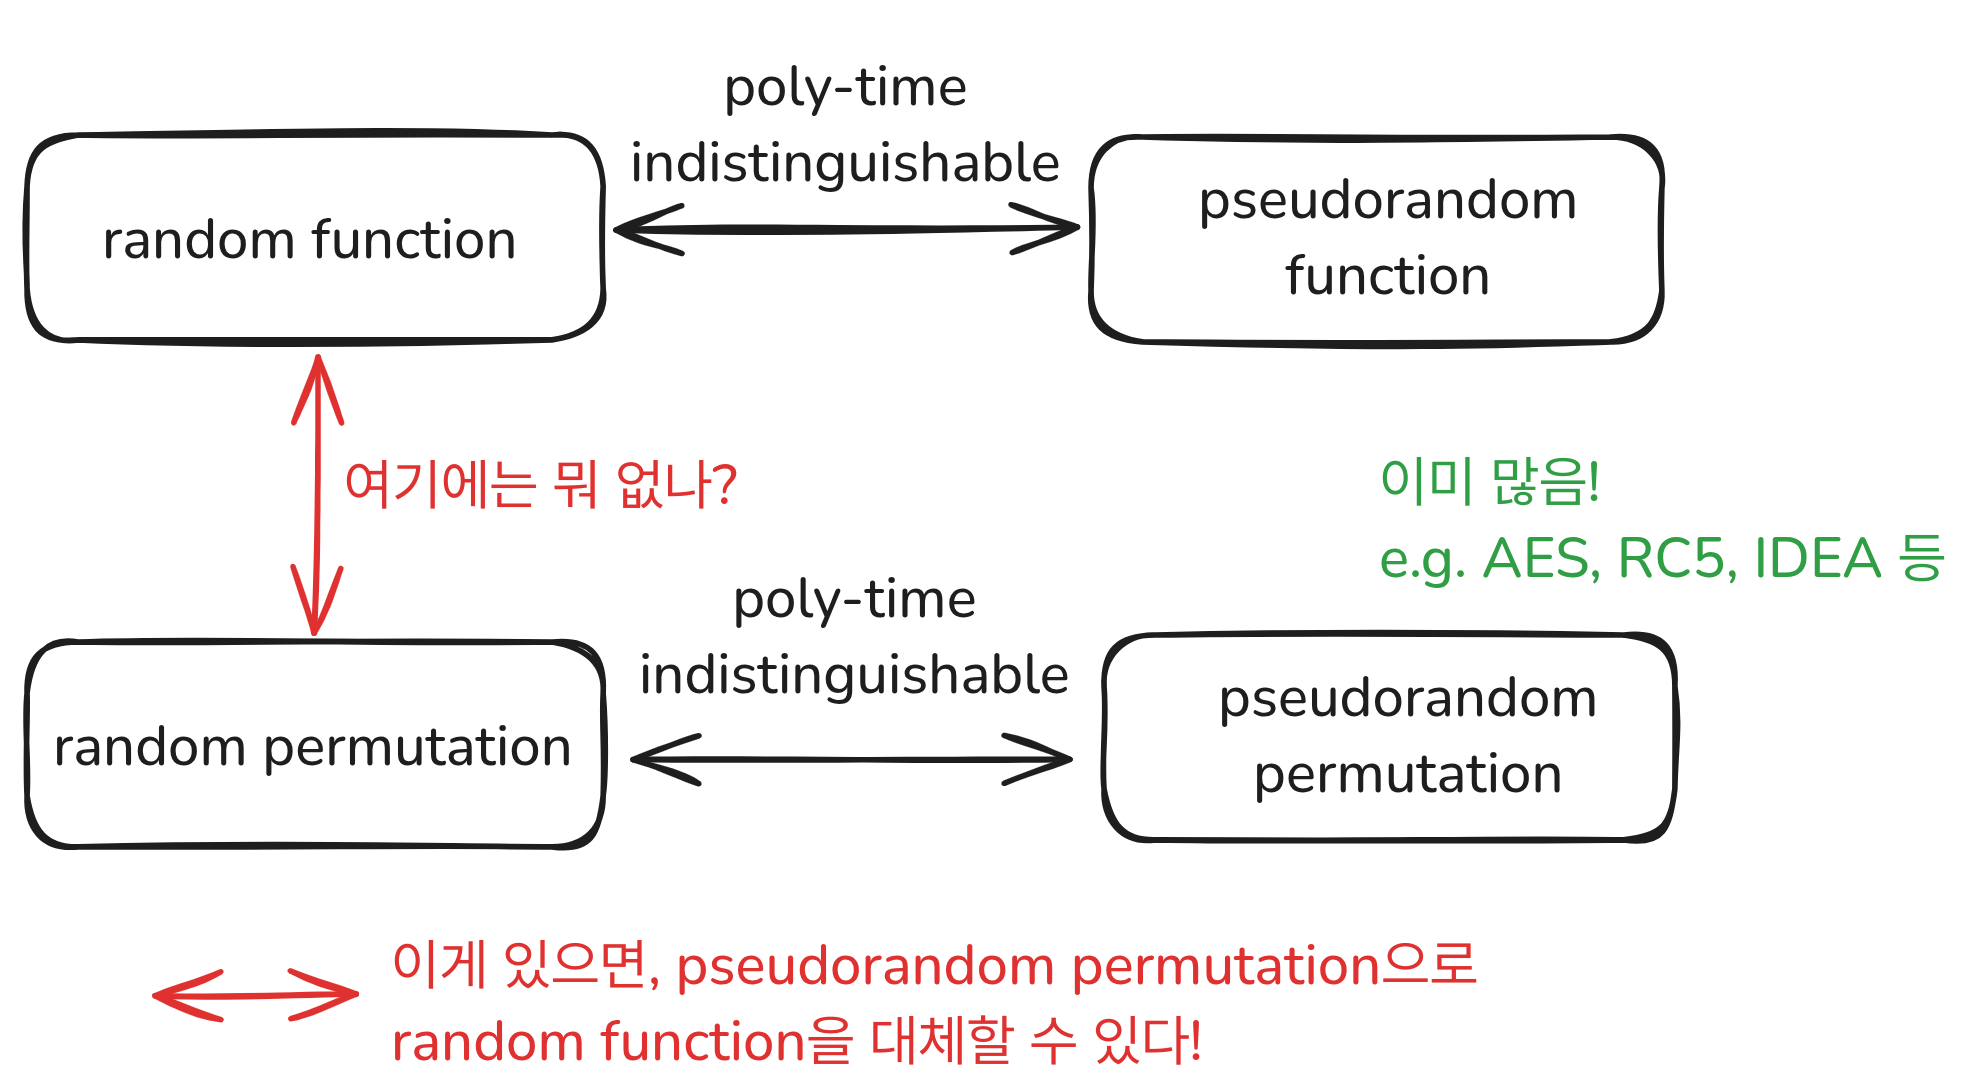 poly-time
indistinguishable
random function
pseudorandom
function
여기에는 뭐 없나?
이미 많음!
e.g. AES, RC5, IDEA 등
poly-time
indistinguishable
random permutation
pseudorandom
permutation
이게 있으면, pseudorandom permutation으로
random function을 대체할 수 있다!